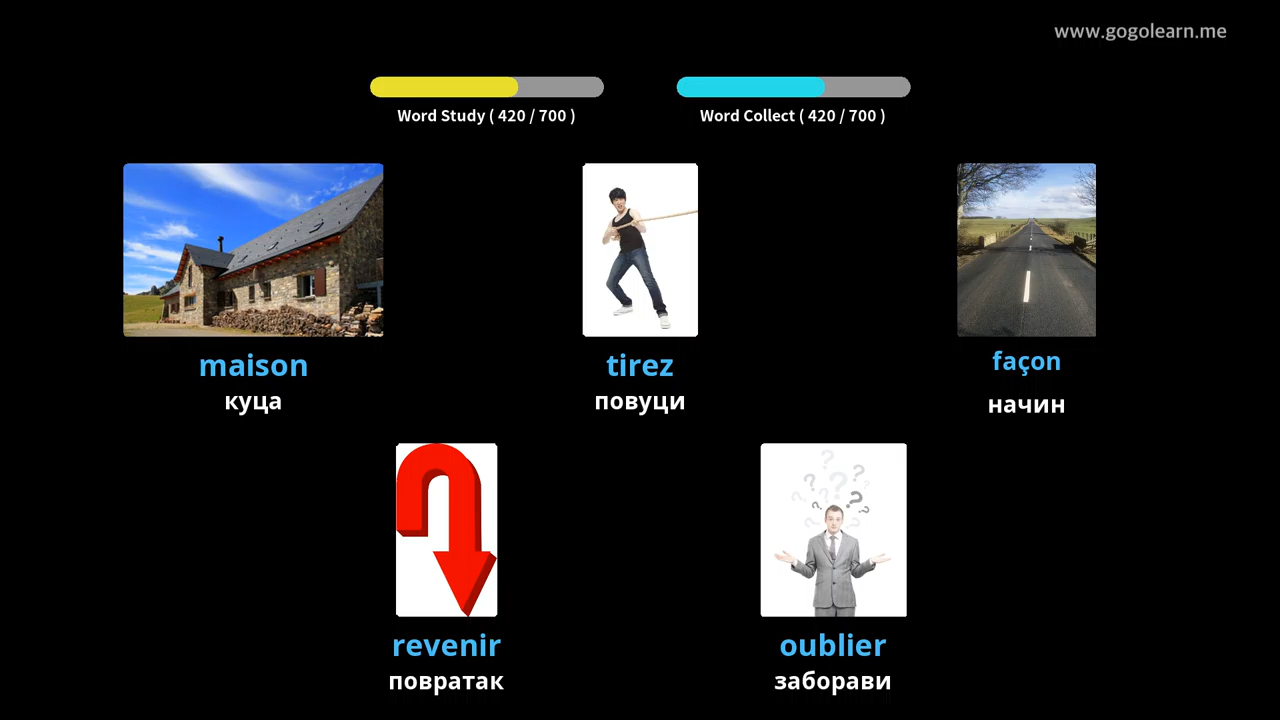 www.gogolearn.me
Word Study ( 420 / 700 )
Word Collect ( 420 / 700 )
maison
куца
tirez
повуци
façon
начин
revenir
повратак
oublier
заборави